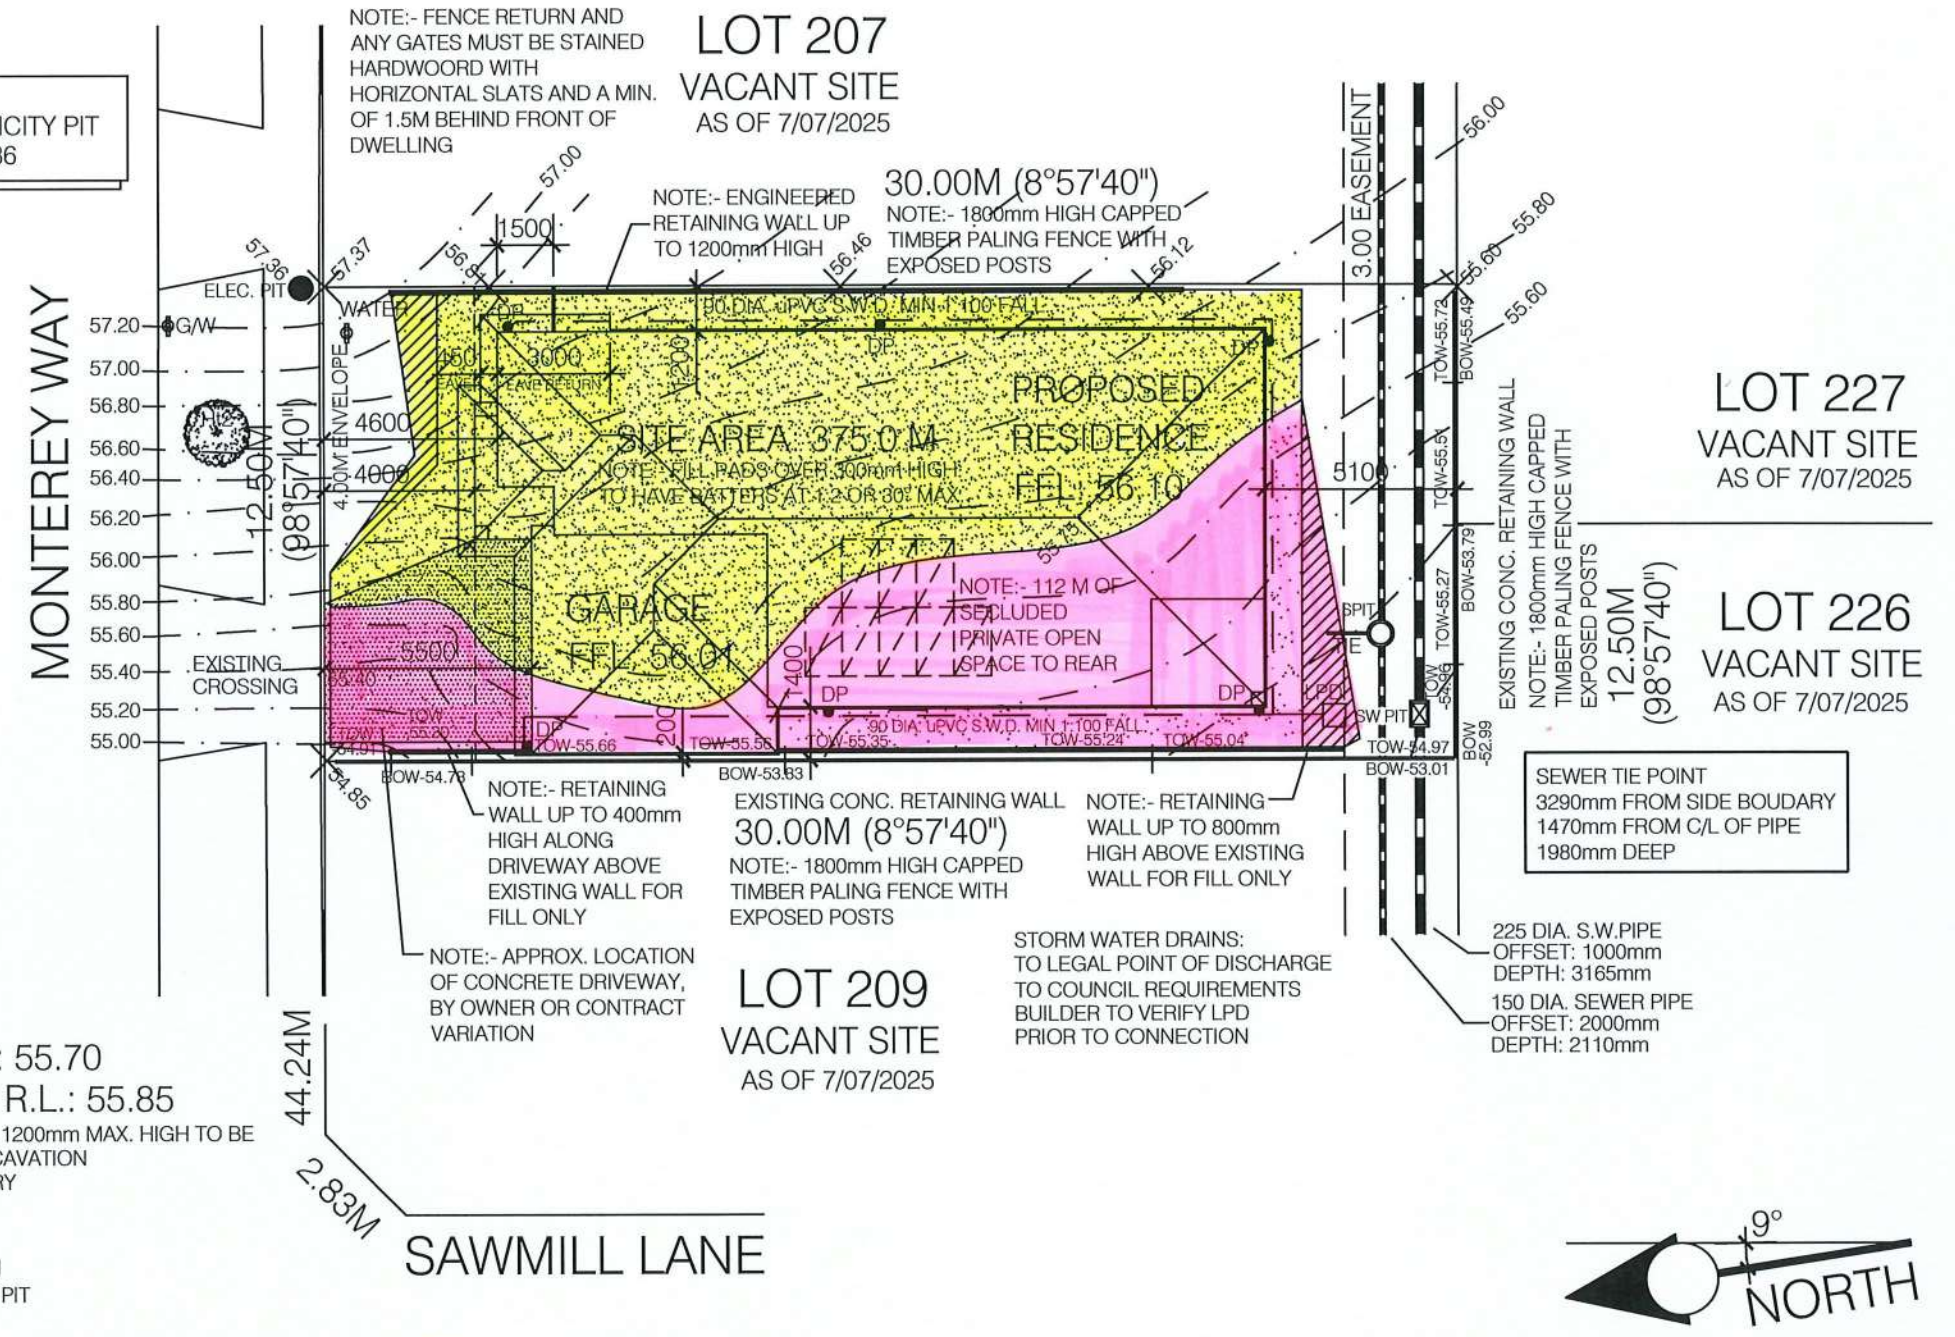 NOTE:- FENCE RETURN AND
ANY GATES MUST BE STAINED
HARDWOORD WITH
HORIZONTAL SLATS AND A MIN.
OF 1.5M BEHIND FRONT OF
DWELLING
LOT 207
VACANT SITE
AS OF 7/07/2025
ICITY PIT
57.00
1500
NOTE:- ENGINEERED
RETAINING WALL UP
TO 1200mm HIGH
30.00M (8°57'40")
NOTE:- 1800mm HIGH CAPPED
TIMBER PALING FENCE WITH
EXPOSED POSTS
3.00 EASEMENT
56.00
55.80
55.60
55.60
57.36
57.37
56.46
56.12
ELEC. PIT
WATER
G/W
MONTEREY WAY
57.20
57.00
56.80
56.60
56.40
56.20
56.00
55.80
55.60
55.40
55.20
55.00
12.50M
(98°57'40")
4.00M ENVELOPE
4600
4000
90 DIA. uPVC S.W.D. MIN 1:100 FALL
DP
DP
DP
450
EAVE
3000
EAVE RETURN
1200
PROPOSED
RESIDENCE
FFL 56.10
SITE AREA 375.0 M
NOTE:- FILL PADS OVER 300mm HIGH
TO HAVE BATTERS AT 1:2 OR 30° MAX.
5100
55.75
GARAGE
FFL 56.01
NOTE:- 112 M OF
SECLUDED
PRIVATE OPEN
SPACE TO REAR
EXISTING
CROSSING
5500
55.40
TOW
TOW
54.91
DP
TOW-55.66
200
TOW-55.56
1400
DP
TOW-55.35
90 DIA. uPVC S.W.D. MIN 1:100 FALL
TOW-55.24
TOW-55.04
DP
LPD
SPIT
TIE
SW PIT
TOW-54.97
BOW-53.01
BOW
-52.99
TOW-55.72
BOW-55.49
TOW-55.51
TOW-55.27
BOW-53.79
TOW
54.96
EXISTING CONC. RETAINING WALL
NOTE:- 1800mm HIGH CAPPED
TIMBER PALING FENCE WITH
EXPOSED POSTS
12.50M
(98°57'40")
LOT 227
VACANT SITE
AS OF 7/07/2025
LOT 226
VACANT SITE
AS OF 7/07/2025
54.85
BOW-54.73
BOW-53.83
NOTE:- RETAINING
WALL UP TO 400mm
HIGH ALONG
DRIVEWAY ABOVE
EXISTING WALL FOR
FILL ONLY
EXISTING CONC. RETAINING WALL
30.00M (8°57'40")
NOTE:- 1800mm HIGH CAPPED
TIMBER PALING FENCE WITH
EXPOSED POSTS
NOTE:- RETAINING
WALL UP TO 800mm
HIGH ABOVE EXISTING
WALL FOR FILL ONLY
SEWER TIE POINT
3290mm FROM SIDE BOUDARY
1470mm FROM C/L OF PIPE
1980mm DEEP
NOTE:- APPROX. LOCATION
OF CONCRETE DRIVEWAY,
BY OWNER OR CONTRACT
VARIATION
LOT 209
VACANT SITE
AS OF 7/07/2025
STORM WATER DRAINS:
TO LEGAL POINT OF DISCHARGE
TO COUNCIL REQUIREMENTS
BUILDER TO VERIFY LPD
PRIOR TO CONNECTION
225 DIA. S.W.PIPE
OFFSET: 1000mm
DEPTH: 3165mm
150 DIA. SEWER PIPE
OFFSET: 2000mm
DEPTH: 2110mm
: 55.70
R.L.: 55.85
1200mm MAX. HIGH TO BE
CAVATION
RY
PIT
44.24M
2.83M
SAWMILL LANE
9°
NORTH